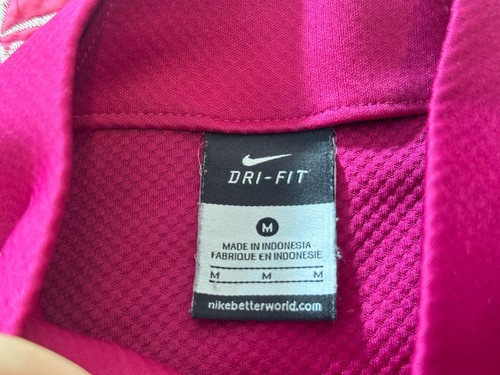 DRI-FIT
M
MADE IN INDONESIA
FABRIQUE EN INDONESIE
M M M
nikebetterworld.com